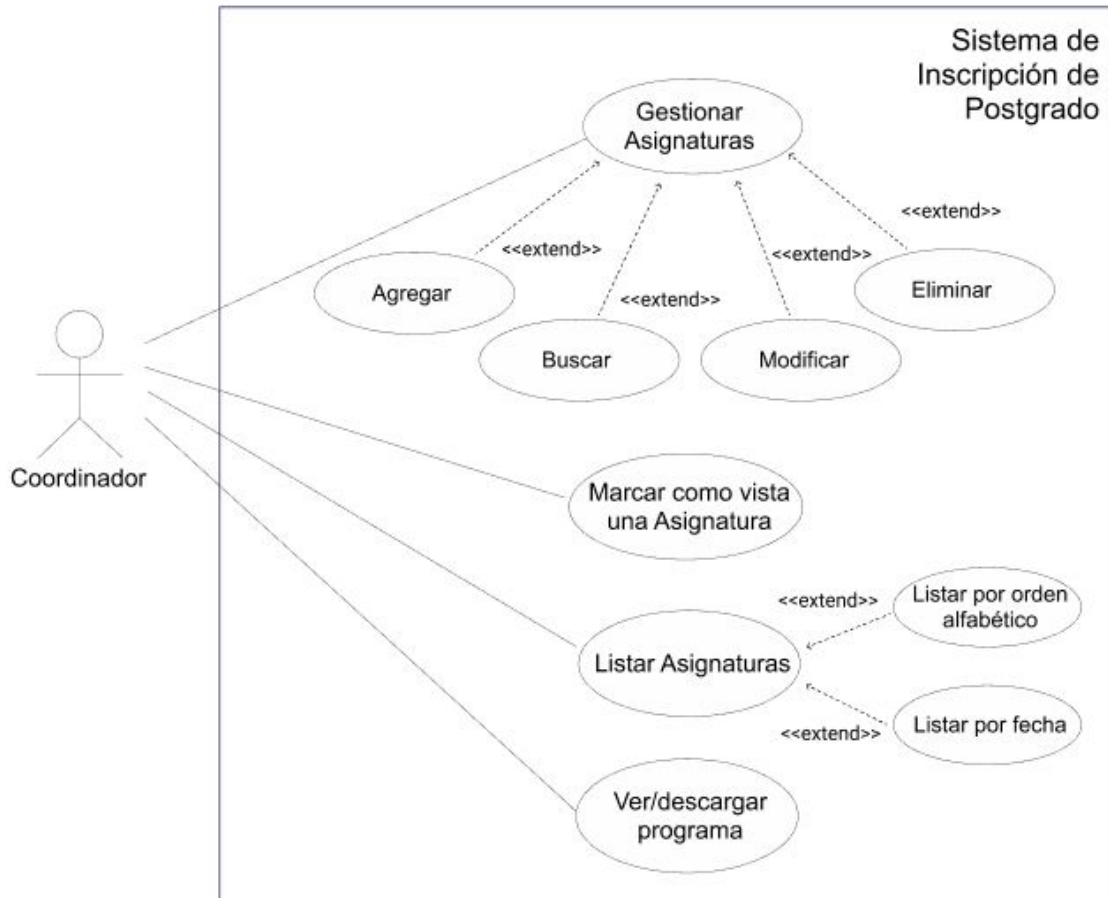 Sistema de
Inscripción de
Postgrado
Gestionar
Asignaturas
<<extend>>
<<extend>>
<<extend>>
<<extend>>
Agregar
Eliminar
Buscar
Modificar
Coordinador
Marcar como vista
una Asignatura
<<extend>>
Listar por orden
alfabético
Listar Asignaturas
<<extend>>
Listar por fecha
Ver/descargar
programa